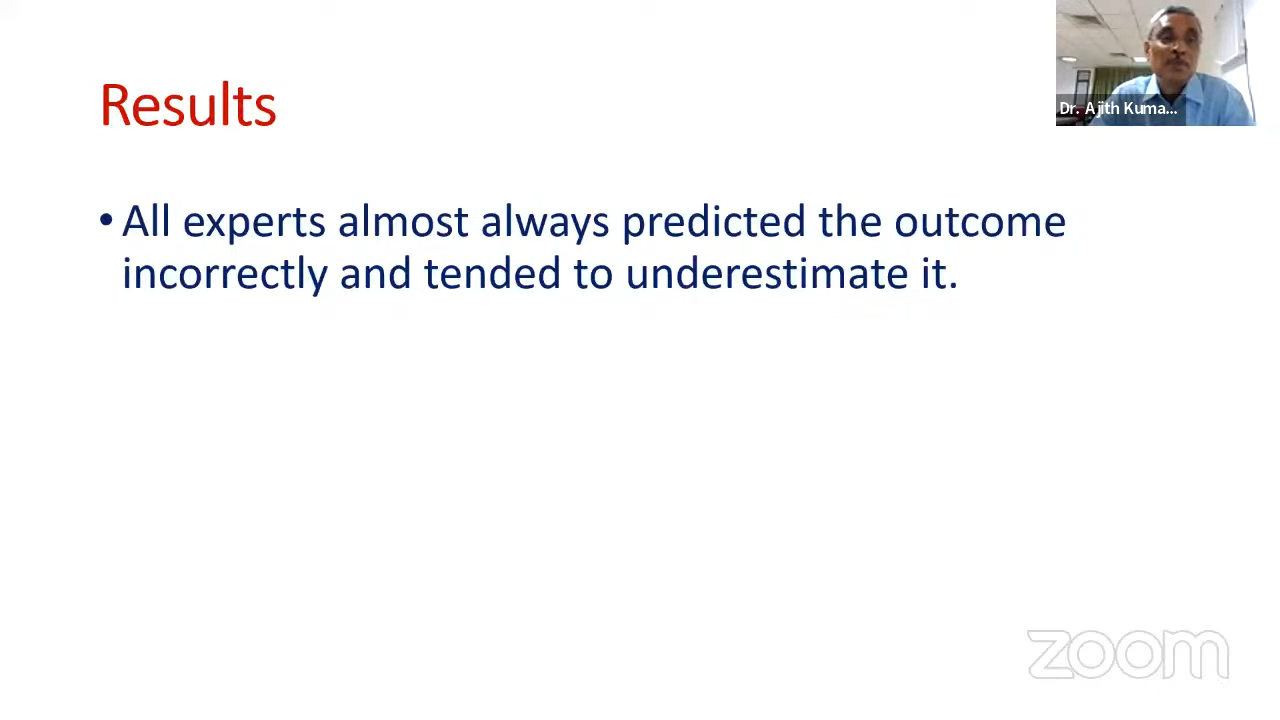 Results
Dr. Ajith Kuma...
• All experts almost always predicted the outcome
incorrectly and tended to underestimate it.
zoom